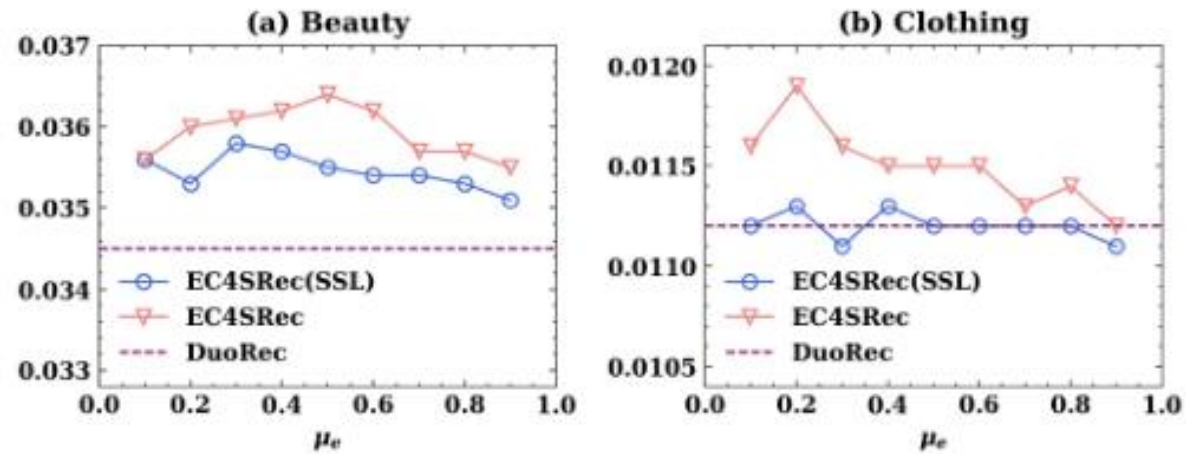 (a) Beauty
0.037
0.036
0.035
0.034
0.033
EC4SRec(SSL)
EC4SRec
DuoRec
0.0 0.2 0.4 0.6 0.8 1.0
μe
(b) Clothing
0.0120
0.0115
0.0110
0.0105
EC4SRec(SSL)
EC4SRec
DuoRec
0.0 0.2 0.4 0.6 0.8 1.0
μe